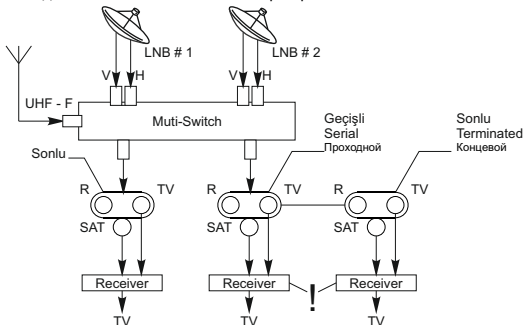 LNB # 1
LNB # 2
V
H
V
H
UHF - F
Muti-Switch
Geçişli
Serial
Проходной
Sonlu
Terminated
Концевой
Sonlu
R
TV
R
TV
R
TV
SAT
SAT
SAT
Receiver
Receiver
!
Receiver
TV
TV
TV